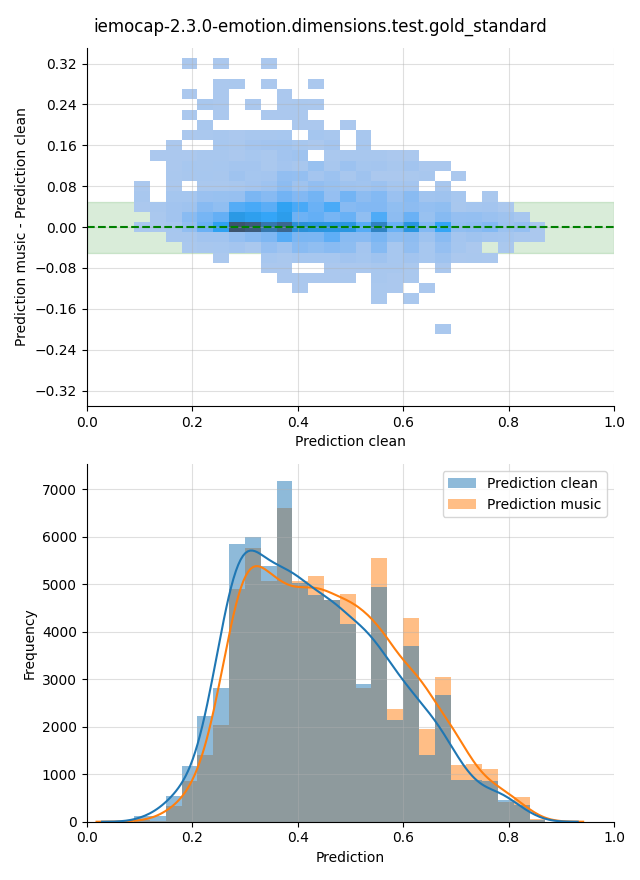 iemocap-2.3.0-emotion.dimensions.test.gold_standard
0.32
0.24
0.16
0.08
0.00
−0.08
−0.16
−0.24
−0.32
Prediction music - Prediction clean
0.0 0.2 0.4 0.6 0.8 1.0
Prediction clean
Prediction clean
Prediction music
7000
6000
5000
4000
3000
2000
1000
0
Frequency
0.0 0.2 0.4 0.6 0.8 1.0
Prediction